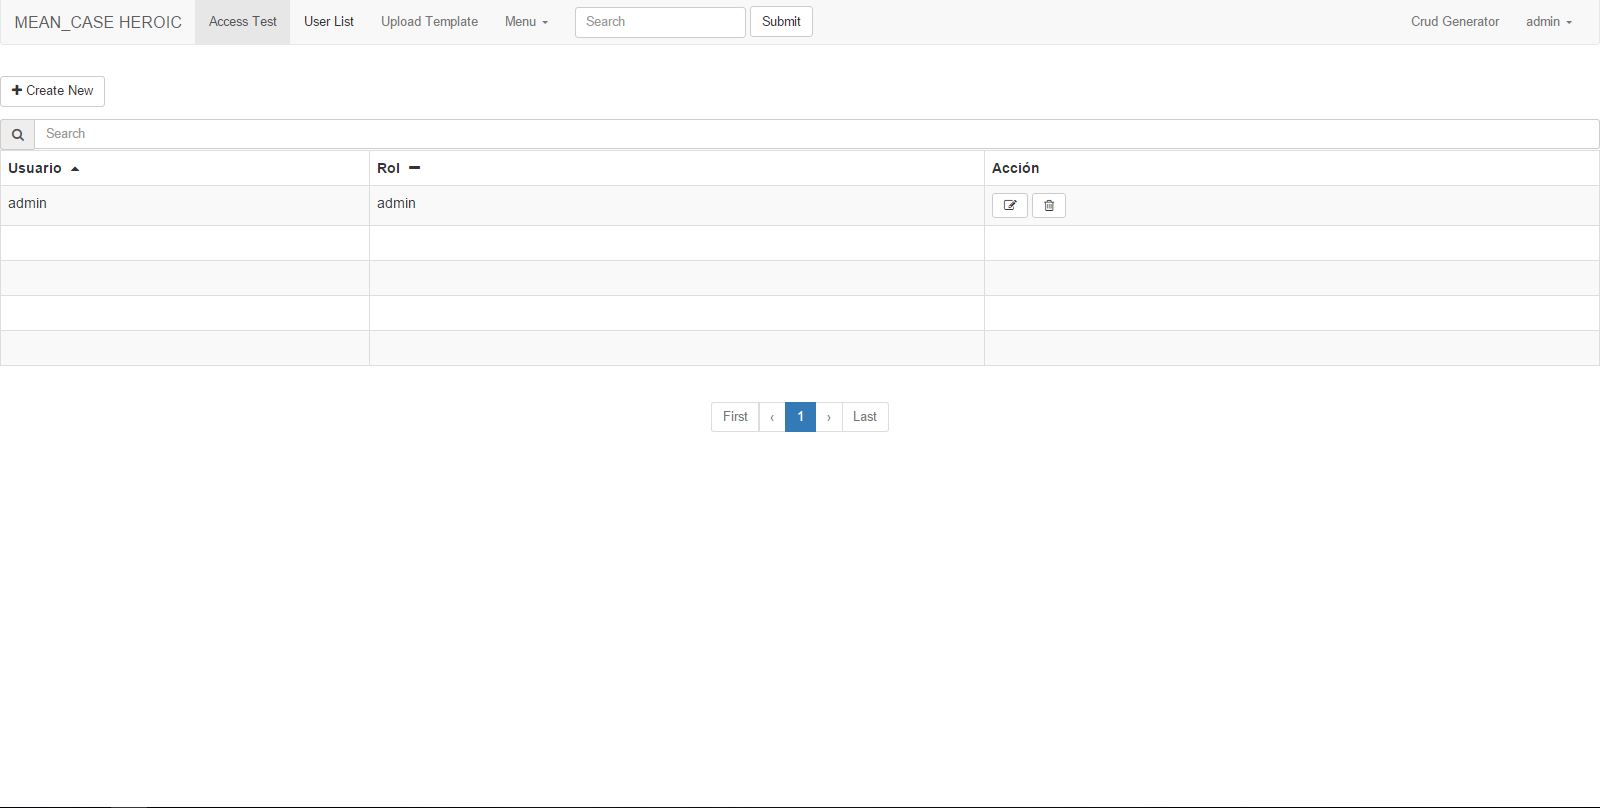 MEAN_CASE HEROIC Access Test User List Upload Template Menu Search Submit Crud Generator admin
Create New
Search
Usuario Rol Acción
admin admin
First ‹ 1 › Last